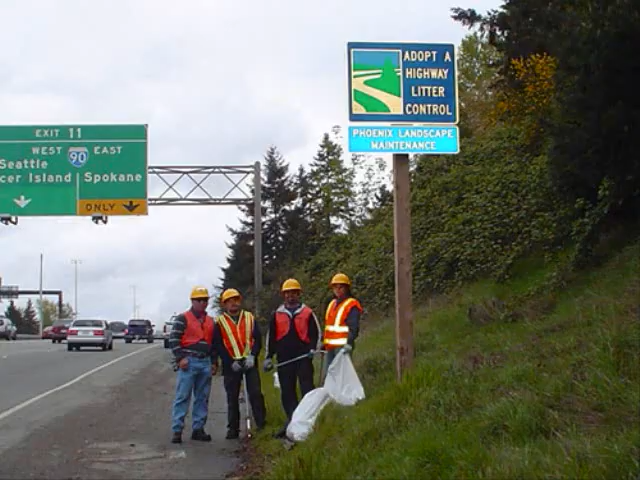 EXIT 11
WEST 90 EAST
Seattle
cer Island Spokane
ONLY
ADOPT A
HIGHWAY
LITTER
CONTROL
PHOENIX LANDSCAPE
MAINTENANCE